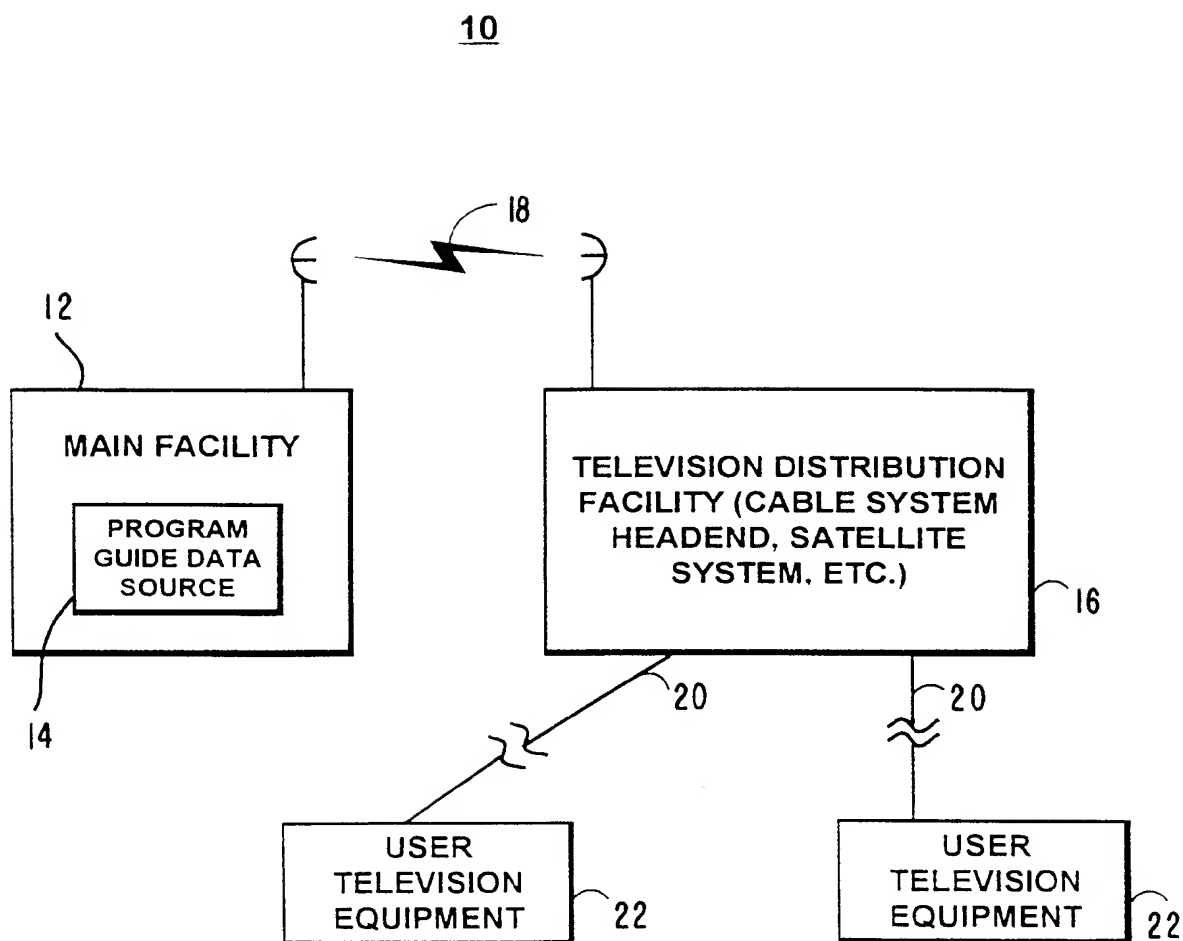 10
18
12
MAIN FACILITY
PROGRAM
GUIDE DATA
SOURCE
14
TELEVISION DISTRIBUTION
FACILITY (CABLE SYSTEM
HEADEND, SATELLITE
SYSTEM, ETC.)
16
20
20
USER
TELEVISION
EQUIPMENT
22
USER
TELEVISION
EQUIPMENT
22